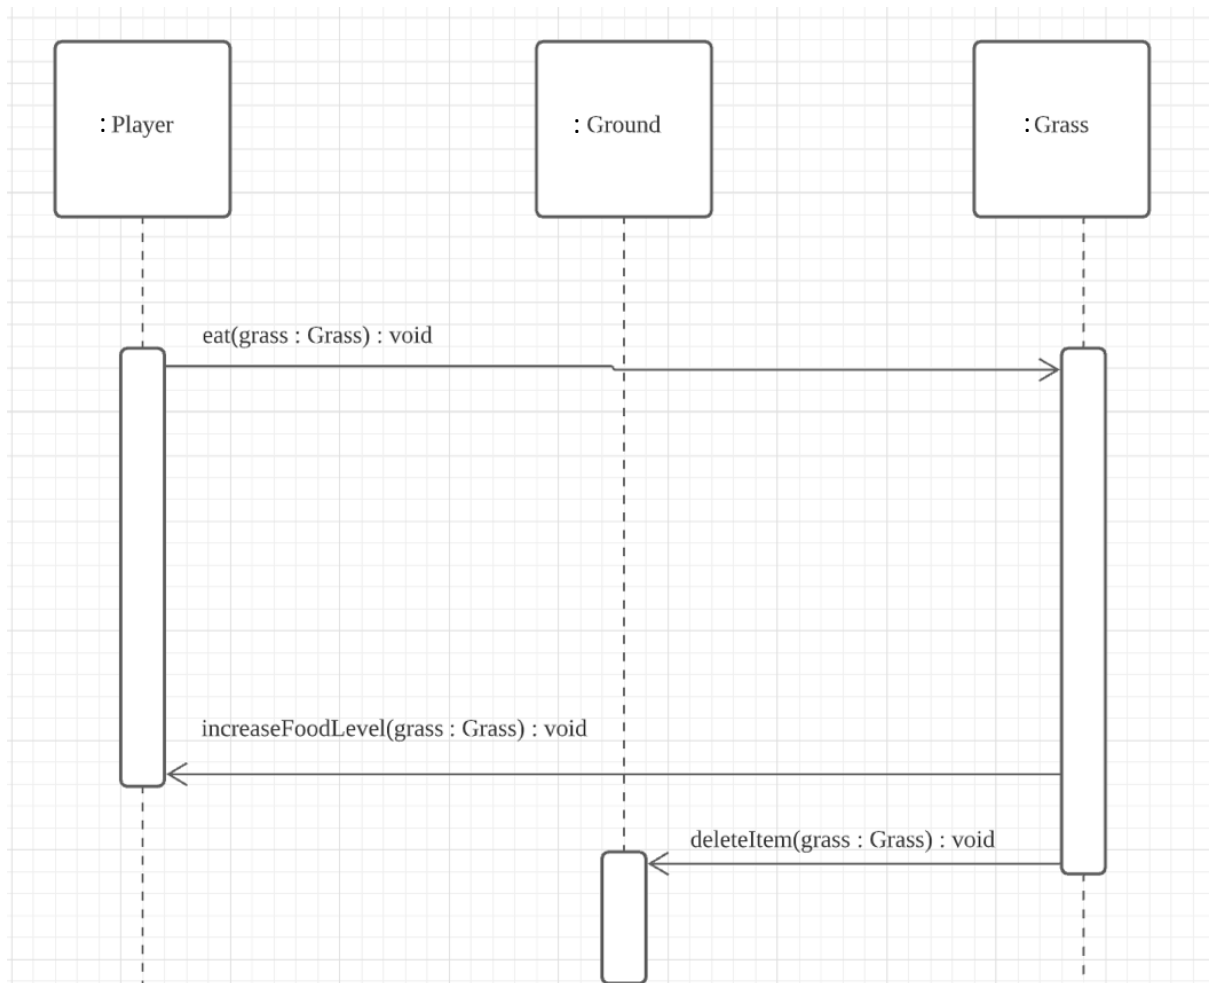 : Player
: Ground
: Grass
eat(grass : Grass) : void
increaseFoodLevel(grass : Grass) : void
deleteItem(grass : Grass) : void